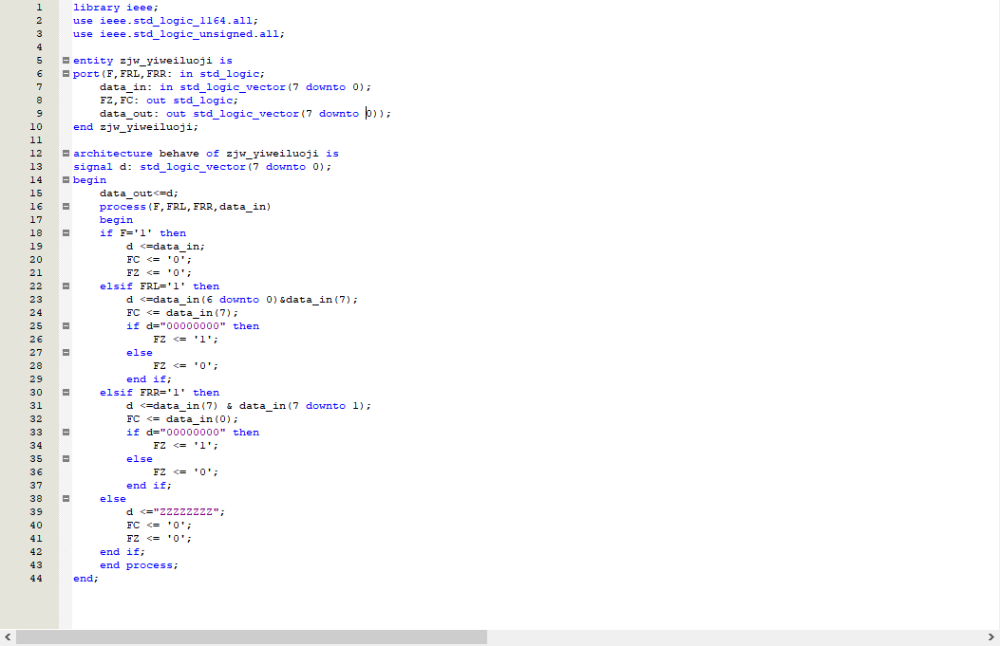 1 library ieee;
2 use ieee.std_logic_1164.all;
3 use ieee.std_logic_unsigned.all;
4
5 entity zjw_yiweiluoji is
6 port(F,FRL,FRR: in std_logic;
7 data_in: in std_logic_vector(7 downto 0);
8 FZ,FC: out std_logic;
9 data_out: out std_logic_vector(7 downto 0));
10 end zjw_yiweiluoji;
11
12 architecture behave of zjw_yiweiluoji is
13 signal d: std_logic_vector(7 downto 0);
14 begin
15 data_out<=d;
16 process(F,FRL,FRR,data_in)
17 begin
18 if F='1' then
19 d <=data_in;
20 FC <= '0';
21 FZ <= '0';
22 elsif FRL='1' then
23 d <=data_in(6 downto 0)&data_in(7);
24 FC <= data_in(7);
25 if d="00000000" then
26 FZ <= '1';
27 else
28 FZ <= '0';
29 end if;
30 elsif FRR='1' then
31 d <=data_in(7) & data_in(7 downto 1);
32 FC <= data_in(0);
33 if d="00000000" then
34 FZ <= '1';
35 else
36 FZ <= '0';
37 end if;
38 else
39 d <="ZZZZZZZZ";
40 FC <= '0';
41 FZ <= '0';
42 end if;
43 end process;
44 end;